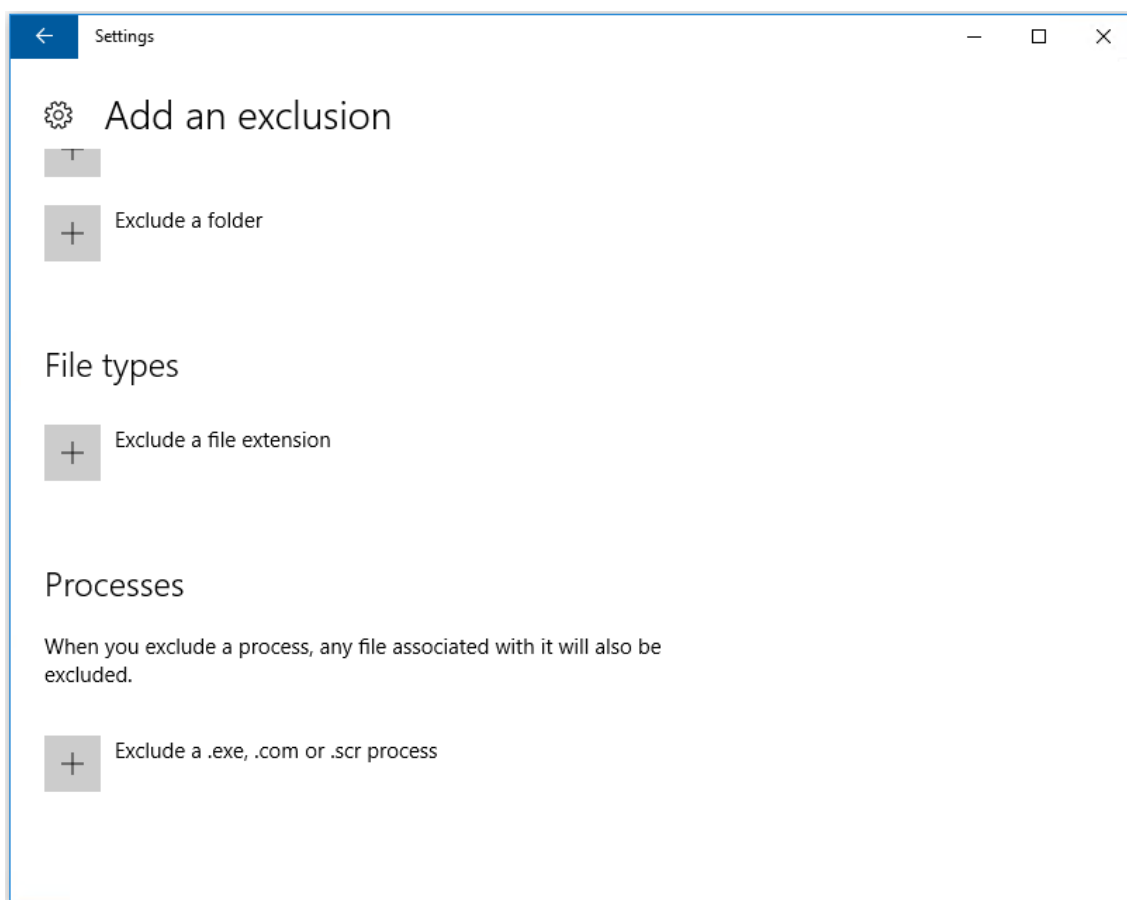 Settings
Add an exclusion
Exclude a folder
File types
Exclude a file extension
Processes
When you exclude a process, any file associated with it will also be
excluded.
Exclude a .exe, .com or .scr process